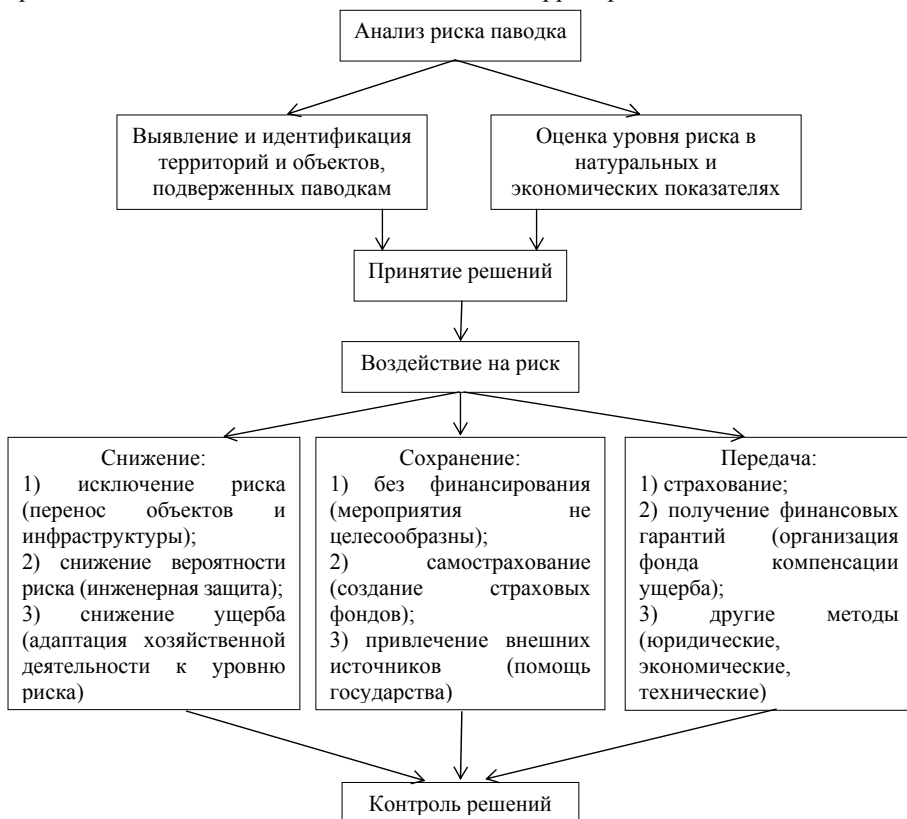 Анализ риска паводка
Выявление и идентификация
территорий и объектов,
подверженных паводкам
Оценка уровня риска в
натуральных и
экономических показателях
Принятие решений
Воздействие на риск
Снижение:
1) исключение риска
(перенос объектов и
инфраструктуры);
2) снижение вероятности
риска (инженерная защита);
3) снижение ущерба
(адаптация хозяйственной
деятельности к уровню
риска)
Сохранение:
1) без финансирования
(мероприятия не
целесообразны);
2) самострахование
(создание страховых
фондов);
3) привлечение внешних
источников (помощь
государства)
Передача:
1) страхование;
2) получение финансовых
гарантий (организация
фонда компенсации
ущерба);
3) другие методы
(юридические,
экономические,
технические)
Контроль решений